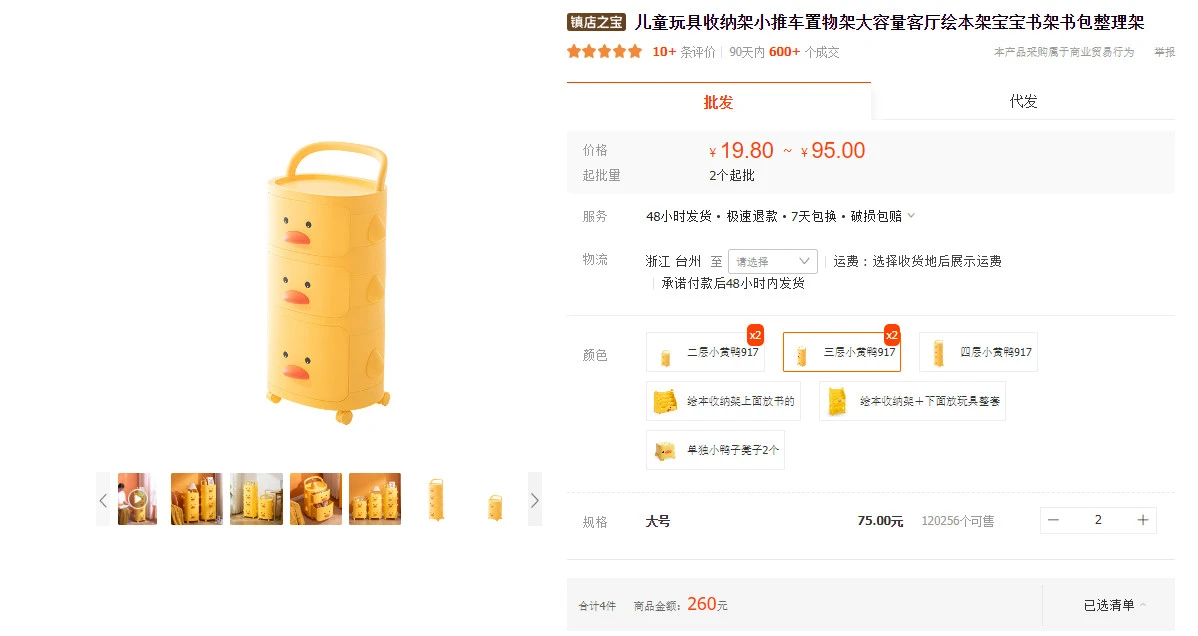 镇店之宝 儿童玩具收纳架小推车置物架大容量客厅绘本架宝宝书架书包整理架
10+ 条评价 90天内 600+ 个成交 本产品采购属于商业贸易行为 举报
批发 代发
价格 ¥ 19.80 ~ ¥ 95.00
起批量 2个起批
服务 48小时发货 · 极速退款 · 7天包换 · 破损包赔
物流 浙江 台州 至 请选择 运费：选择收货地后展示运费
承诺付款后48小时内发货
颜色 二层小黄鸭917 x2 三层小黄鸭917 x2 四层小黄鸭917
绘本收纳架上面放书的 绘本收纳架＋下面放玩具整套
单独小鸭子凳子2个
规格 大号 75.00元 120256个可售 2
合计4件 商品金额: 260元 已选清单